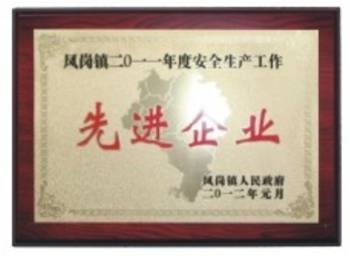 凤岗镇二〇一一年度安全生产工作
先进企业
凤岗镇人民政府
二〇一二年元月